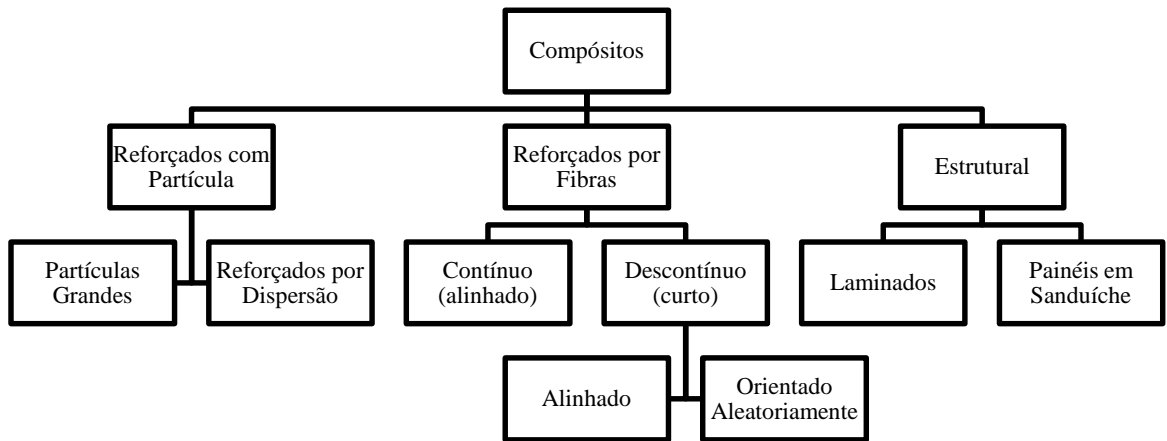 Compósitos
Reforçados com
Partícula
Reforçados por
Fibras
Estrutural
Partículas
Grandes
Reforçados por
Dispersão
Contínuo
(alinhado)
Descontínuo
(curto)
Laminados
Painéis em
Sanduíche
Alinhado
Orientado
Aleatoriamente